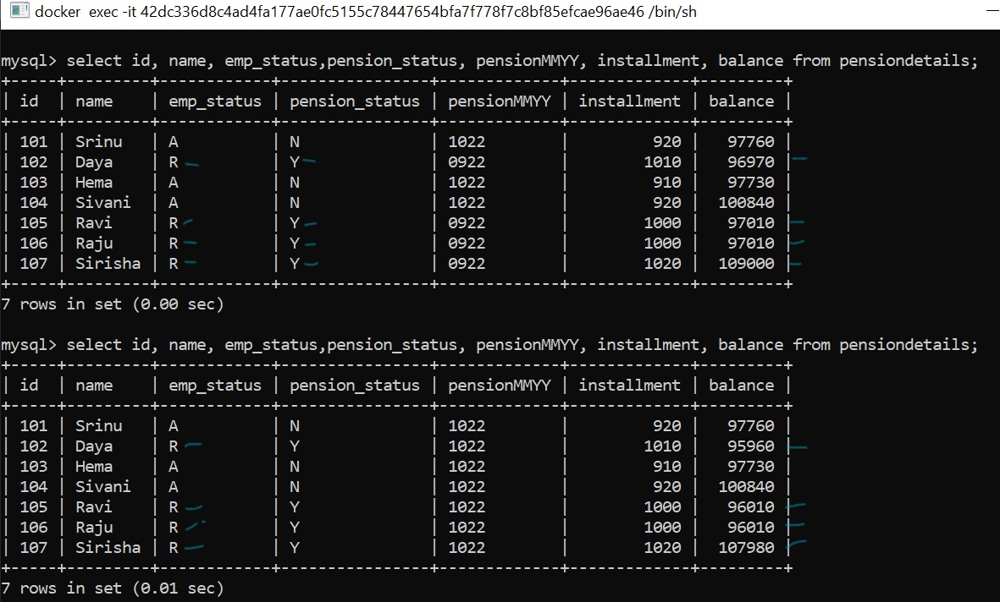 docker  exec -it 42dc336d8c4ad4fa177ae0fc5155c78447654bfa7f778f7c8bf85efcae96ae46 /bin/sh
mysql> select id, name, emp_status,pension_status, pensionMMYY, installment, balance from pensiondetails;
+-----+---------+------------+----------------+-------------+-------------+---------+
| id  | name    | emp_status | pension_status | pensionMMYY | installment | balance |
+-----+---------+------------+----------------+-------------+-------------+---------+
| 101 | Srinu   | A          | N              | 1022        |         920 |   97760 |
| 102 | Daya    | R          | Y              | 0922        |        1010 |   96970 |
| 103 | Hema    | A          | N              | 1022        |         910 |   97730 |
| 104 | Sivani  | A          | N              | 1022        |         920 |  100840 |
| 105 | Ravi    | R          | Y              | 0922        |        1000 |   97010 |
| 106 | Raju    | R          | Y              | 0922        |        1000 |   97010 |
| 107 | Sirisha | R          | Y              | 0922        |        1020 |  109000 |
+-----+---------+------------+----------------+-------------+-------------+---------+
7 rows in set (0.00 sec)
mysql> select id, name, emp_status,pension_status, pensionMMYY, installment, balance from pensiondetails;
+-----+---------+------------+----------------+-------------+-------------+---------+
| id  | name    | emp_status | pension_status | pensionMMYY | installment | balance |
+-----+---------+------------+----------------+-------------+-------------+---------+
| 101 | Srinu   | A          | N              | 1022        |         920 |   97760 |
| 102 | Daya    | R          | Y              | 1022        |        1010 |   95960 |
| 103 | Hema    | A          | N              | 1022        |         910 |   97730 |
| 104 | Sivani  | A          | N              | 1022        |         920 |  100840 |
| 105 | Ravi    | R          | Y              | 1022        |        1000 |   96010 |
| 106 | Raju    | R          | Y              | 1022        |        1000 |   96010 |
| 107 | Sirisha | R          | Y              | 1022        |        1020 |  107980 |
+-----+---------+------------+----------------+-------------+-------------+---------+
7 rows in set (0.01 sec)